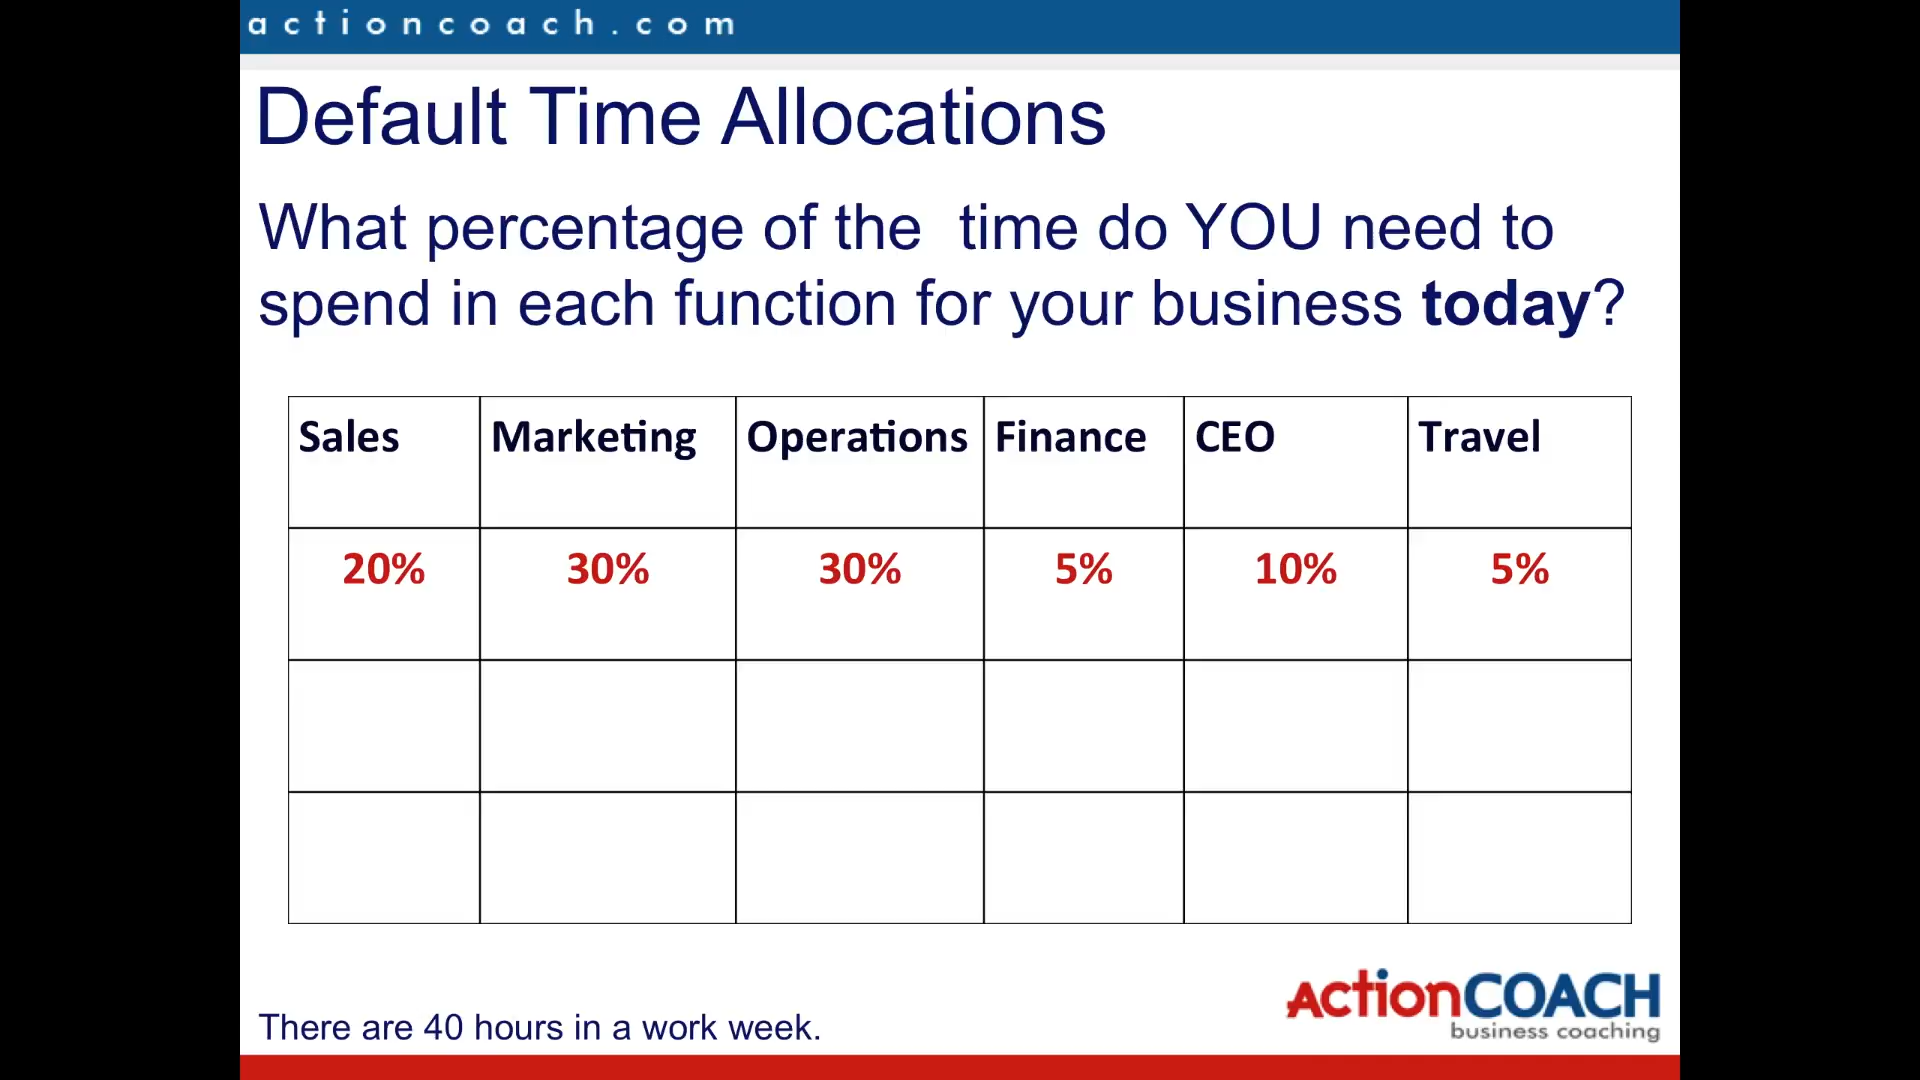 actioncoach.com
Default Time Allocations
What percentage of the  time do YOU need to
spend in each function for your business today?
Sales Marketing Operations Finance CEO Travel
20% 30% 30% 5% 10% 5%
There are 40 hours in a work week.
ActionCOACH
business coaching